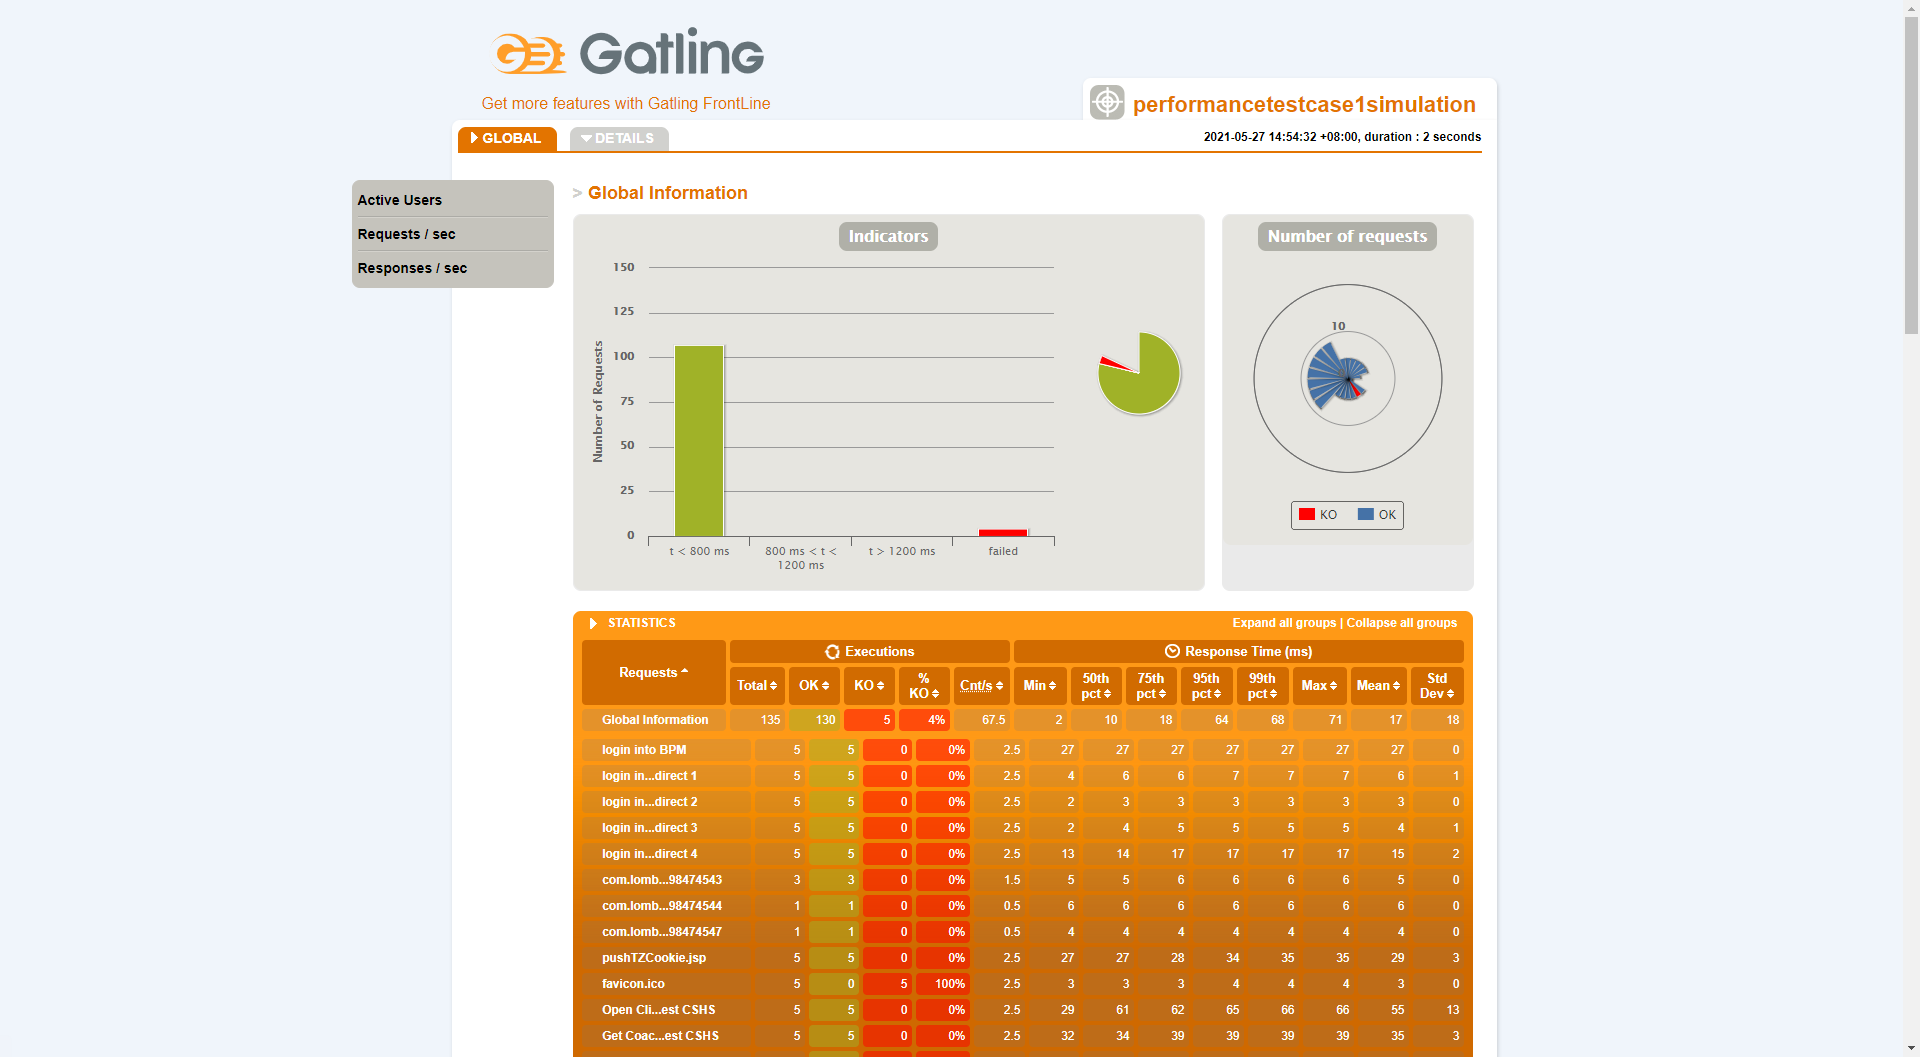 Gatling
Get more features with Gatling FrontLine
performancetestcase1simulation
GLOBAL
DETAILS
2021-05-27 14:54:32 +08:00, duration : 2 seconds
Active Users
Requests / sec
Responses / sec
> Global Information
Indicators
150
125
100
75
50
25
0
Number of Requests
t < 800 ms
800 ms < t <
1200 ms
t > 1200 ms
failed
Number of requests
10
KO
OK
STATISTICS
Expand all groups | Collapse all groups
Requests
Executions
Response Time (ms)
Total
OK
KO
%
KO
Cnt/s
Min
50th
pct
75th
pct
95th
pct
99th
pct
Max
Mean
Std
Dev
Global Information 135 130 5 4% 67.5 2 10 18 64 68 71 17 18
login into BPM 5 5 0 0% 2.5 27 27 27 27 27 27 27 0
login in...direct 1 5 5 0 0% 2.5 4 6 6 7 7 7 6 1
login in...direct 2 5 5 0 0% 2.5 2 3 3 3 3 3 3 0
login in...direct 3 5 5 0 0% 2.5 2 4 5 5 5 5 4 1
login in...direct 4 5 5 0 0% 2.5 13 14 17 17 17 17 15 2
com.lomb...98474543 3 3 0 0% 1.5 5 5 6 6 6 6 5 0
com.lomb...98474544 1 1 0 0% 0.5 6 6 6 6 6 6 6 0
com.lomb...98474547 1 1 0 0% 0.5 4 4 4 4 4 4 4 0
pushTZCookie.jsp 5 5 0 0% 2.5 27 27 28 34 35 35 29 3
favicon.ico 5 0 5 100% 2.5 3 3 3 4 4 4 3 0
Open Cli...est CSHS 5 5 0 0% 2.5 29 61 62 65 66 66 55 13
Get Coac...est CSHS 5 5 0 0% 2.5 32 34 39 39 39 39 35 3